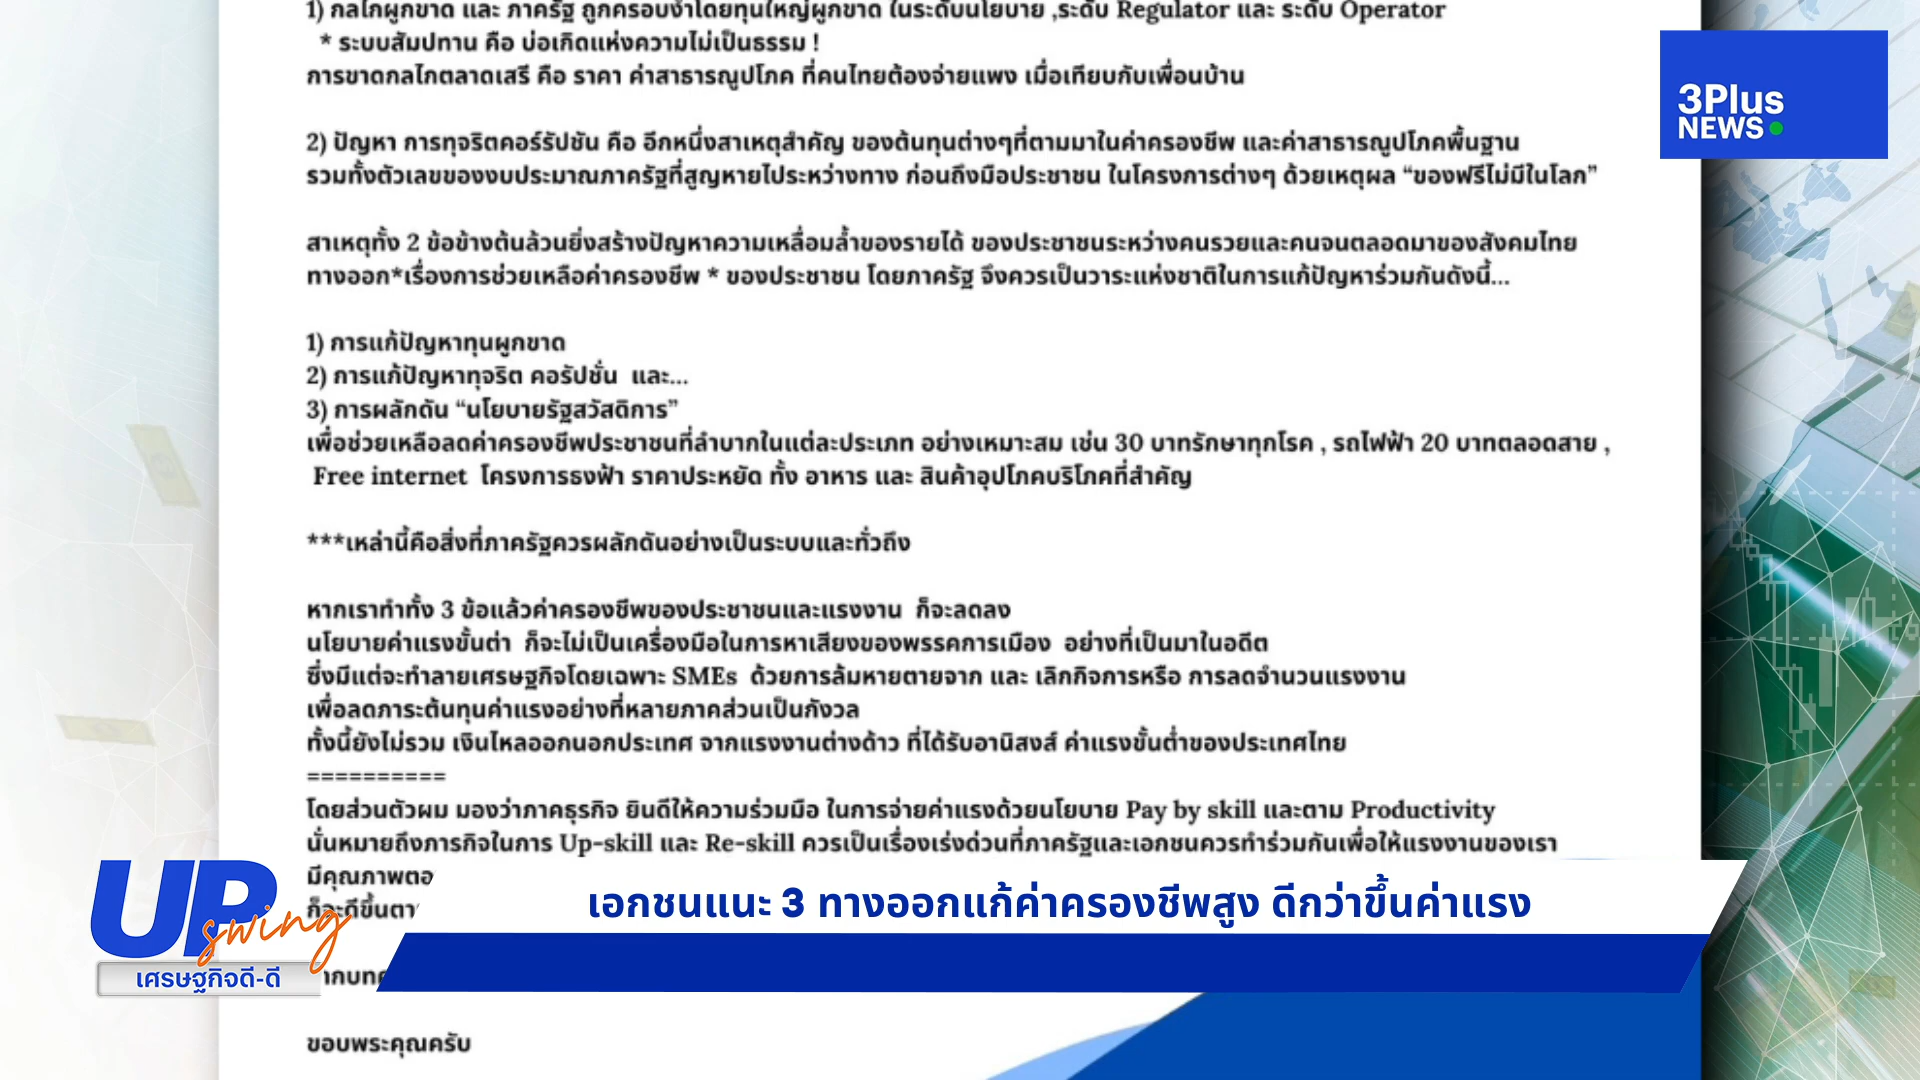 1) กลไกผูกขาด และ ภาครัฐ ถูกครอบงำโดยทุนใหญ่ผูกขาด ในระดับนโยบาย ,ระดับ Regulator และ ระดับ Operator
* ระบบสัมปทาน คือ บ่อเกิดแห่งความไม่เป็นธรรม !
การขาดกลไกตลาดเสรี คือ ราคา ค่าสาธารณูปโภค ที่คนไทยต้องจ่ายแพง เมื่อเทียบกับเพื่อนบ้าน
3Plus
NEWS
2) ปัญหา การทุจริตคอร์รัปชัน คือ อีกหนึ่งสาเหตุสำคัญ ของต้นทุนต่างๆที่ตามมาในค่าครองชีพ และค่าสาธารณูปโภคพื้นฐาน
รวมทั้งตัวเลขของงบประมาณภาครัฐที่สูญหายไประหว่างทาง ก่อนถึงมือประชาชน ในโครงการต่างๆ ด้วยเหตุผล “ของฟรีไม่มีในโลก”
สาเหตุทั้ง 2 ข้อข้างต้นล้วนยิ่งสร้างปัญหาความเหลื่อมล้ำของรายได้ ของประชาชนระหว่างคนรวยและคนจนตลอดมาของสังคมไทย
ทางออก*เรื่องการช่วยเหลือค่าครองชีพ * ของประชาชน โดยภาครัฐ จึงควรเป็นวาระแห่งชาติในการแก้ปัญหาร่วมกันดังนี้...
1) การแก้ปัญหาทุนผูกขาด
2) การแก้ปัญหาทุจริต คอรัปชั่น และ...
3) การผลักดัน “นโยบายรัฐสวัสดิการ”
เพื่อช่วยเหลือลดค่าครองชีพประชาชนที่ลำบากในแต่ละประเภท อย่างเหมาะสม เช่น 30 บาทรักษาทุกโรค , รถไฟฟ้า 20 บาทตลอดสาย ,
Free internet โครงการธงฟ้า ราคาประหยัด ทั้ง อาหาร และ สินค้าอุปโภคบริโภคที่สำคัญ
***เหล่านี้คือสิ่งที่ภาครัฐควรผลักดันอย่างเป็นระบบและทั่วถึง
หากเราทำทั้ง 3 ข้อแล้วค่าครองชีพของประชาชนและแรงงาน ก็จะลดลง
นโยบายค่าแรงขั้นต่ำ ก็จะไม่เป็นเครื่องมือในการหาเสียงของพรรคการเมือง อย่างที่เป็นมาในอดีต
ซึ่งมีแต่จะทำลายเศรษฐกิจโดยเฉพาะ SMEs ด้วยการล้มหายตายจาก และ เลิกกิจการหรือ การลดจำนวนแรงงาน
เพื่อลดภาระต้นทุนค่าแรงอย่างที่หลายภาคส่วนเป็นกังวล
ทั้งนี้ยังไม่รวม เงินไหลออกนอกประเทศ จากแรงงานต่างด้าว ที่ได้รับอานิสงส์ ค่าแรงขั้นต่ำของประเทศไทย
==========
โดยส่วนตัวผม มองว่าภาคธุรกิจ ยินดีให้ความร่วมมือ ในการจ่ายค่าแรงด้วยนโยบาย Pay by skill และตาม Productivity
นั่นหมายถึงภารกิจในการ Up-skill และ Re-skill ควรเป็นเรื่องเร่งด่วนที่ภาครัฐและเอกชนควรทำร่วมกันเพื่อให้แรงงานของเรา
มีคุณภาพตอ
ก็จะดีขึ้นตา
เอกชนแนะ 3 ทางออกแก้ค่าครองชีพสูง ดีกว่าขึ้นค่าแรง
UP
swing
เศรษฐกิจดี-ดี
ขอบพระคุณครับ